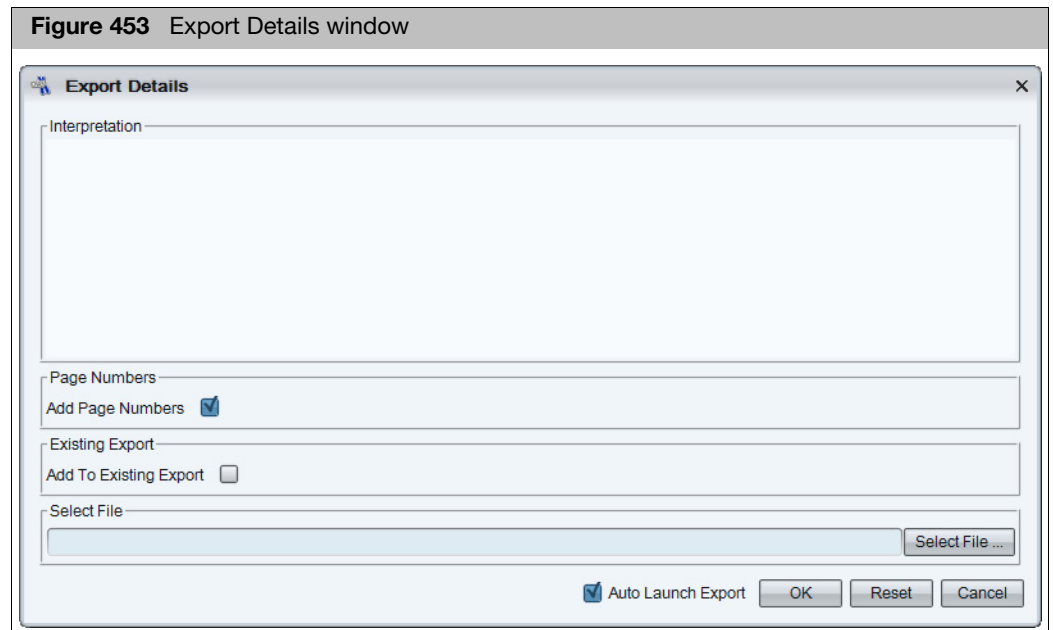 Figure 453 Export Details window
Export Details
Interpretation
Page Numbers
Add Page Numbers
Existing Export
Add To Existing Export
Select File
Select File ...
Auto Launch Export OK Reset Cancel